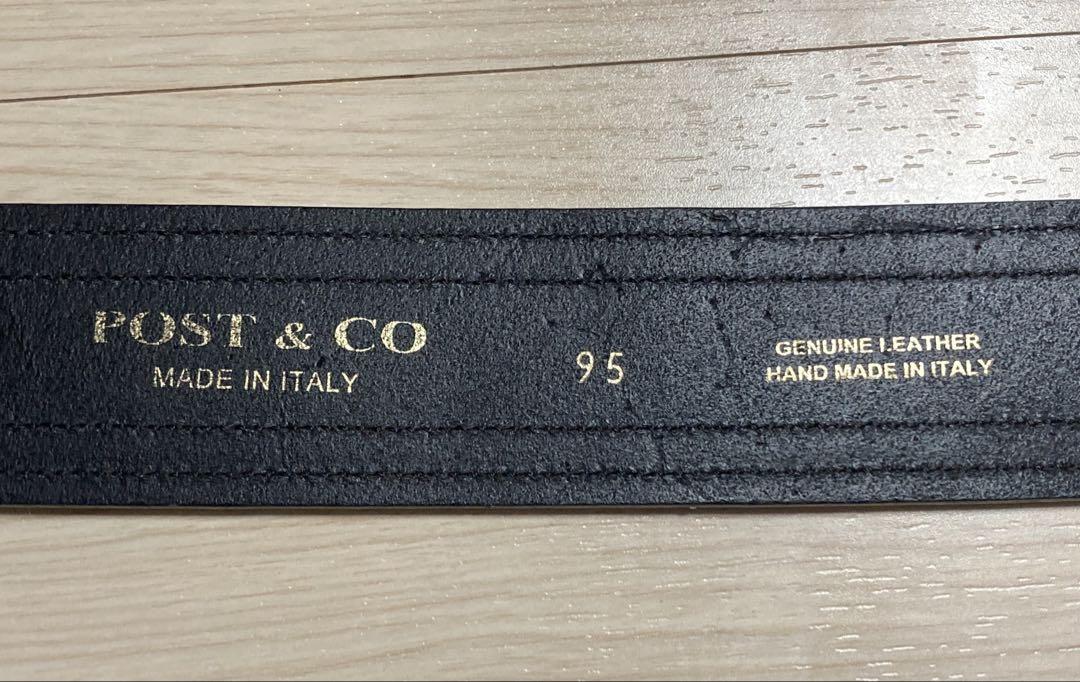 POST & CO
MADE IN ITALY
95
GENUINE LEATHER
HAND MADE IN ITALY